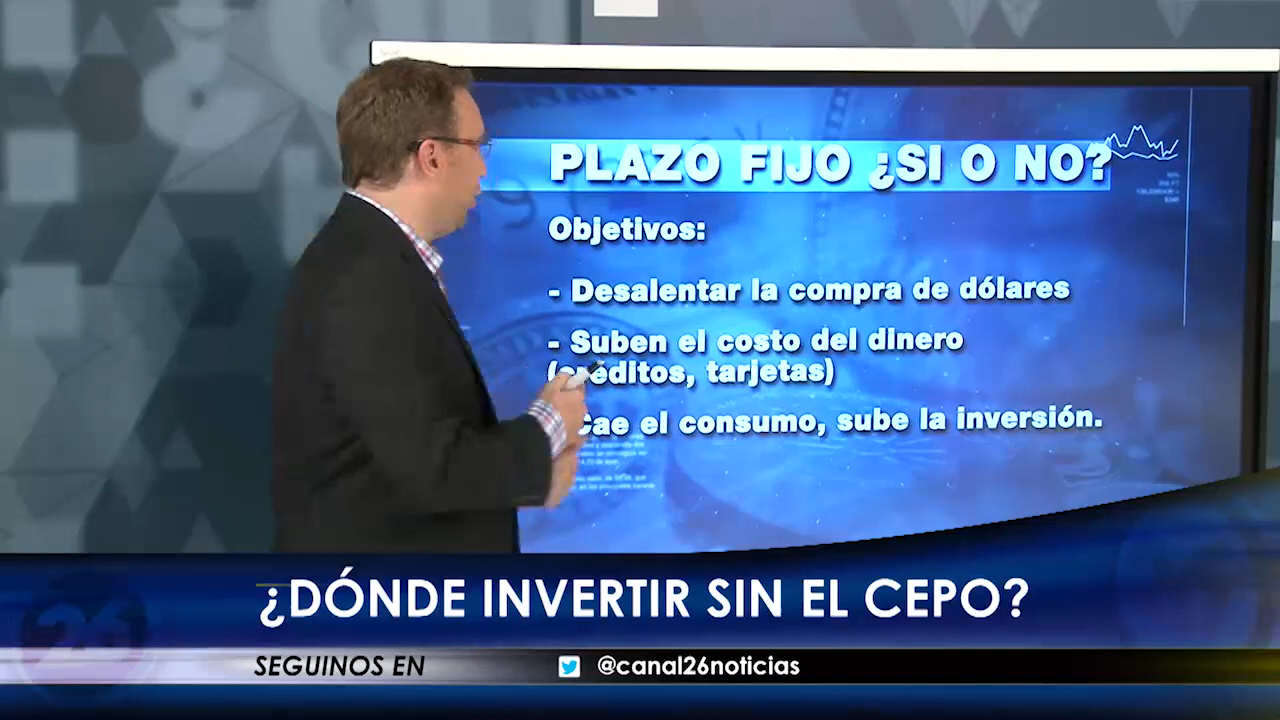 PLAZO FIJO ¿SI O NO?
Objetivos:
- Desalentar la compra de dólares
- Suben el costo del dinero
(créditos, tarjetas)
Cae el consumo, sube la inversión.
¿DÓNDE INVERTIR SIN EL CEPO?
SEGUINOS EN @canal26noticias
26